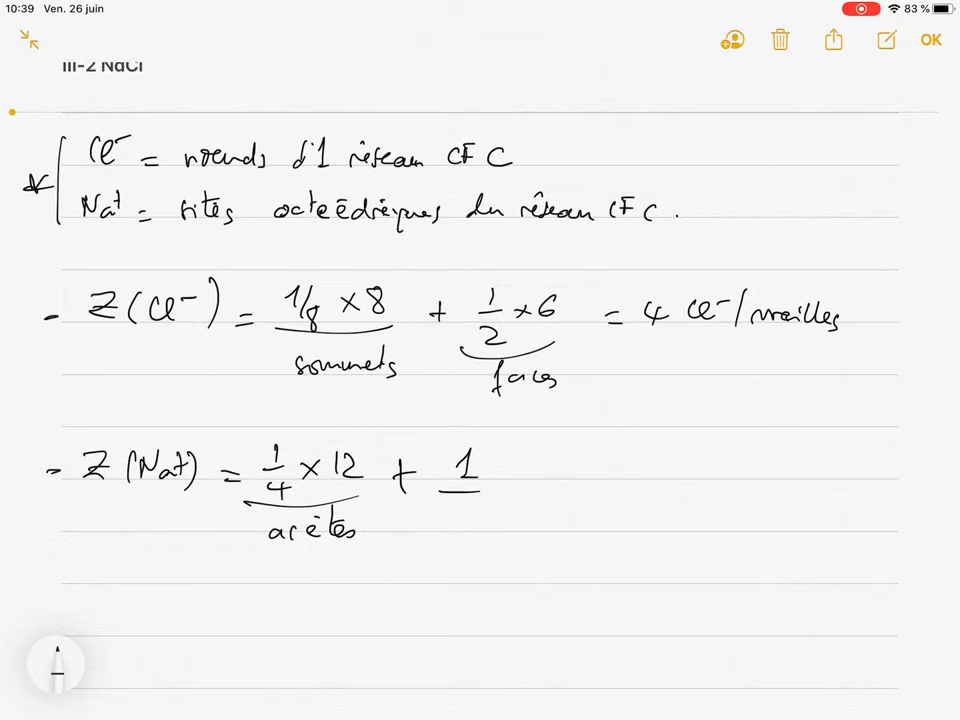 10:39 Ven. 26 juin 83 %
OK
III-2 NaCl
Cl⁻ = noeuds d'1 réseau CFC
* Na⁺ = sites octaédriques du réseau CFC.
- Z(Cl⁻) = 1/8 × 8 + 1/2 × 6 = 4 Cl⁻/mailles
sommets faces
- Z(Na⁺) = 1/4 × 12 + 1
arêtes